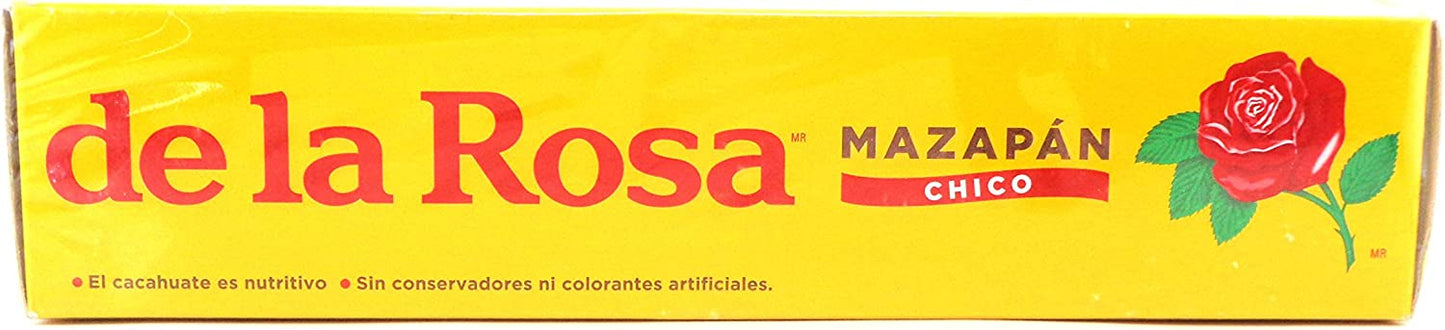 de la Rosa MR
MAZAPÁN
CHICO
MR
• El cacahuate es nutritivo • Sin conservadores ni colorantes artificiales.